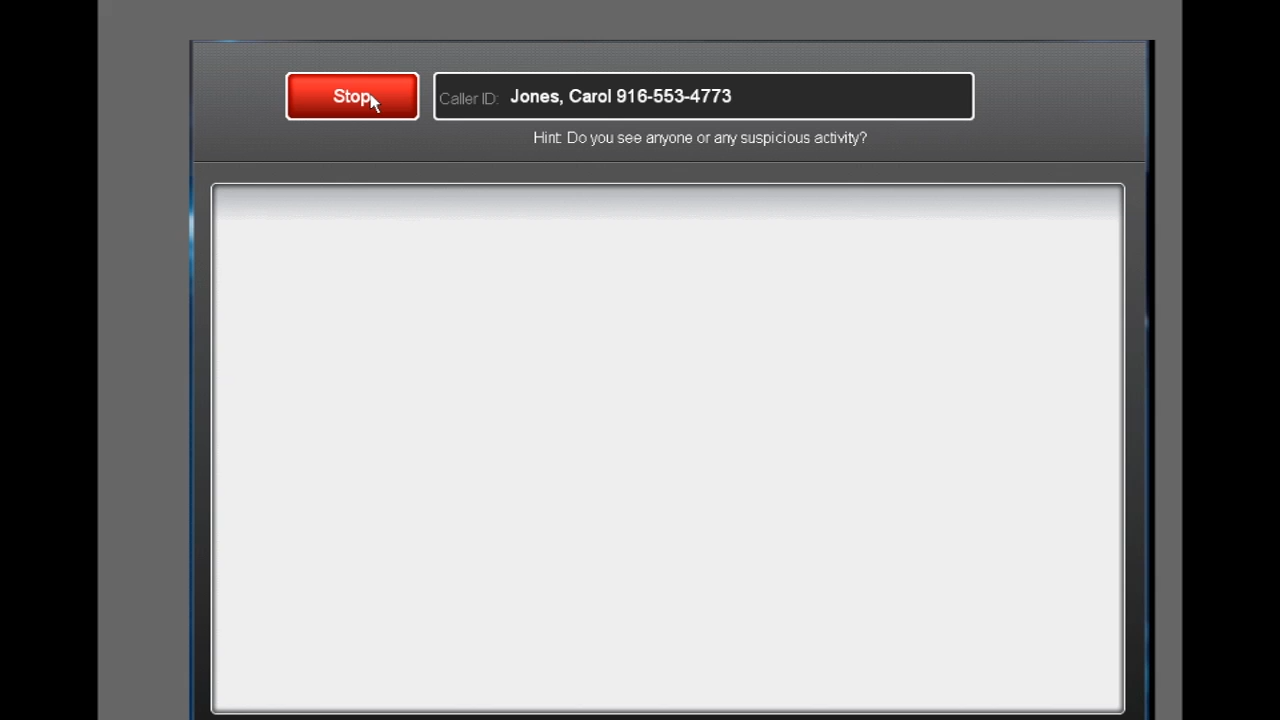 Stop
Caller ID: Jones, Carol 916-553-4773
Hint: Do you see anyone or any suspicious activity?